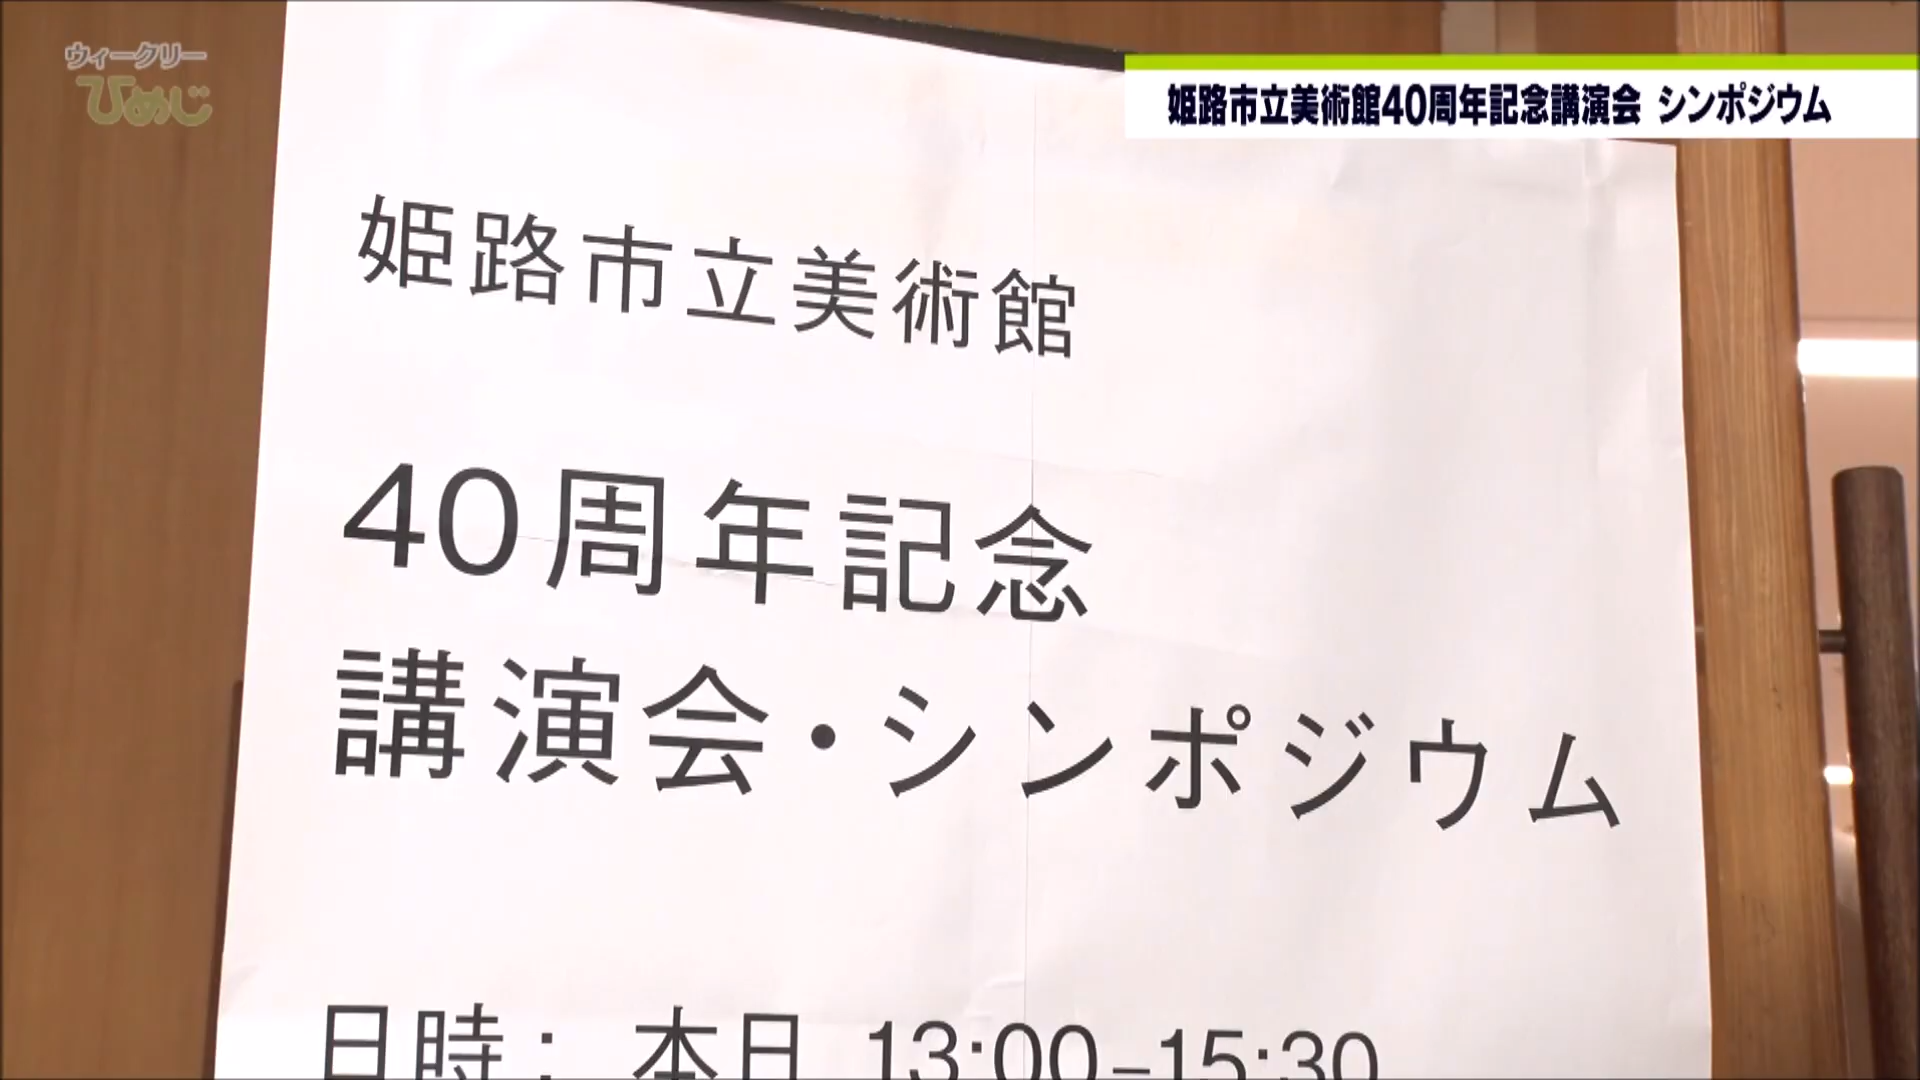 ウィークリー
ひめじ
姫路市立美術館40周年記念講演会 シンポジウム
姫路市立美術館
40周年記念
講演会・シンポジウム
日時: 本日 13:00-15:30